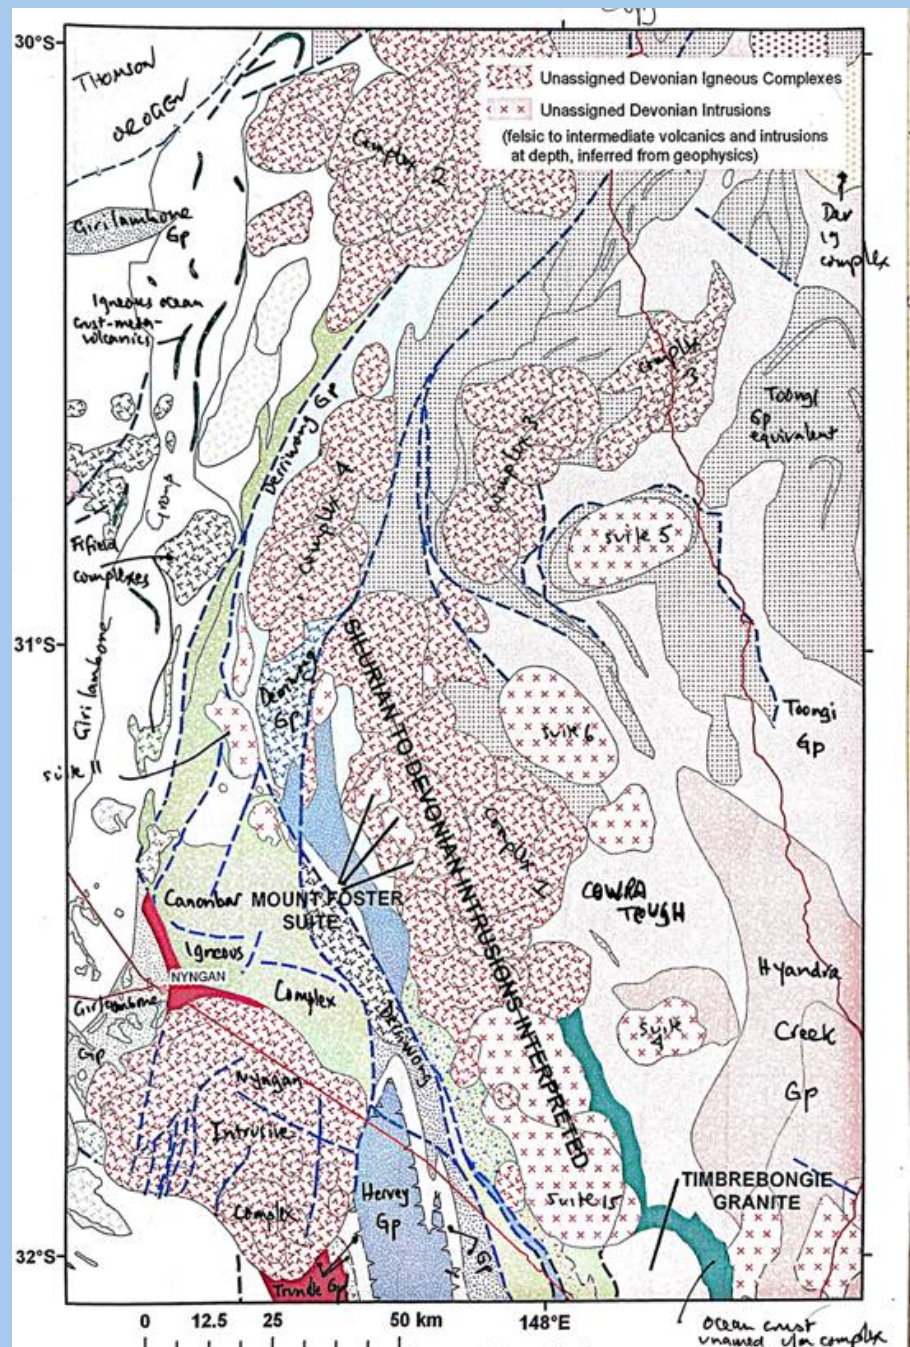 30°S
THOMSON
OROGEN
Unassigned Devonian Igneous Complexes
Unassigned Devonian Intrusions
(felsic to intermediate volcanics and intrusions
at depth, inferred from geophysics)
Complex 2
Girilambone
Gp
Dev
Ig
complex
Igneous ocean
crust-meta-
volcanics
Complex
3
Derriwong Gp
Toongi
Gp
equivalent
Complex 3
Complex 4
Group
Suite 5
Fifield
complexes
31°S
Girilambone
Derriwong
Gp
SILURIAN TO DEVONIAN INTRUSIONS INTERPRETED
Toongi
Gp
Suite 6
Suite 11
Complex 1
Canonbar
MOUNT FOSTER
SUITE
COWRA
TROUGH
Igneous
Hyandra
NYNGAN
Complex
Girilambone
Gp
Derriwong
Suite
Creek
Nyngan
Gp
Intrusive
TIMBREBONGIE
GRANITE
Hervey
Gp
Suite 15
Complex
Gp
32°S
Trundle Gp
0 12.5 25 50 km
148°E
Ocean crust
unamed complex